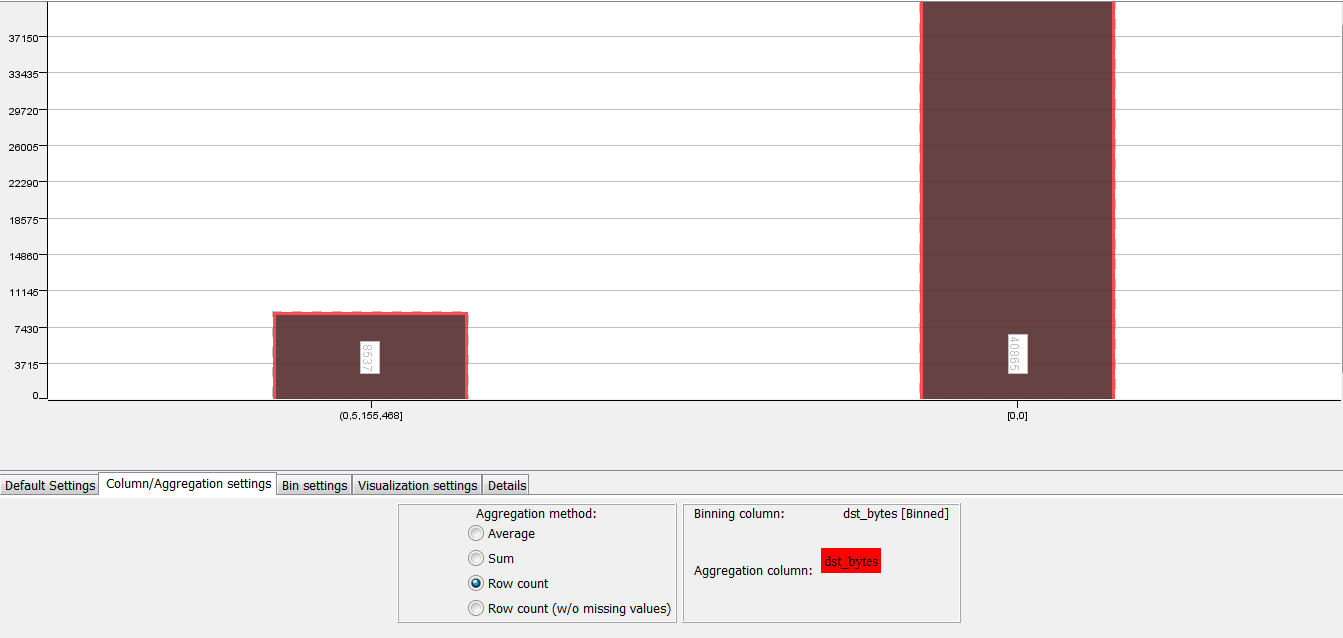 37150
33435
29720
26005
22290
18575
14860
11145
7430
3715
0
8537
40865
(0,5,155,468]
[0,0]
Default Settings
Column/Aggregation settings
Bin settings
Visualization settings
Details
Aggregation method:
Average
Sum
Row count
Row count (w/o missing values)
Binning column: dst_bytes [Binned]
Aggregation column: dst_bytes